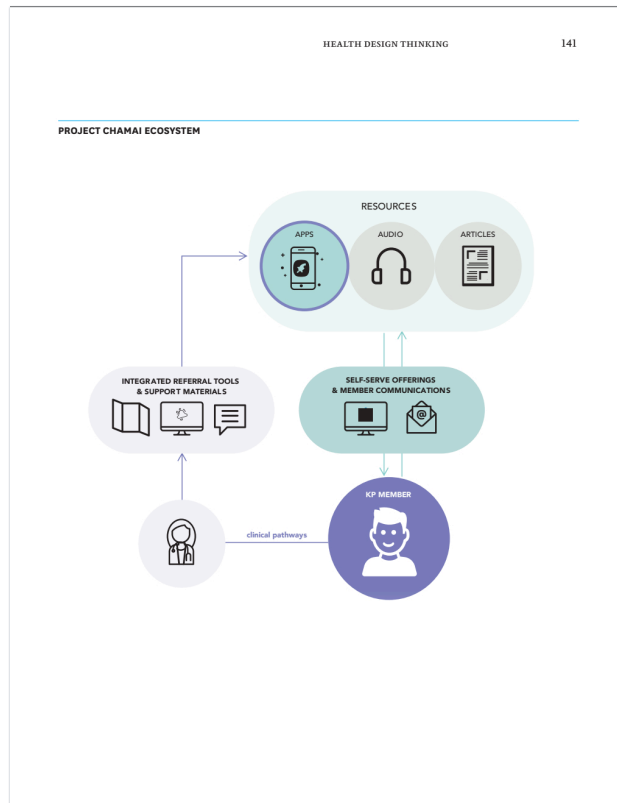 HEALTH DESIGN THINKING 141
PROJECT CHAMAI ECOSYSTEM
RESOURCES
APPS
AUDIO
ARTICLES
INTEGRATED REFERRAL TOOLS
& SUPPORT MATERIALS
SELF-SERVE OFFERINGS
& MEMBER COMMUNICATIONS
@
KP MEMBER
clinical pathways